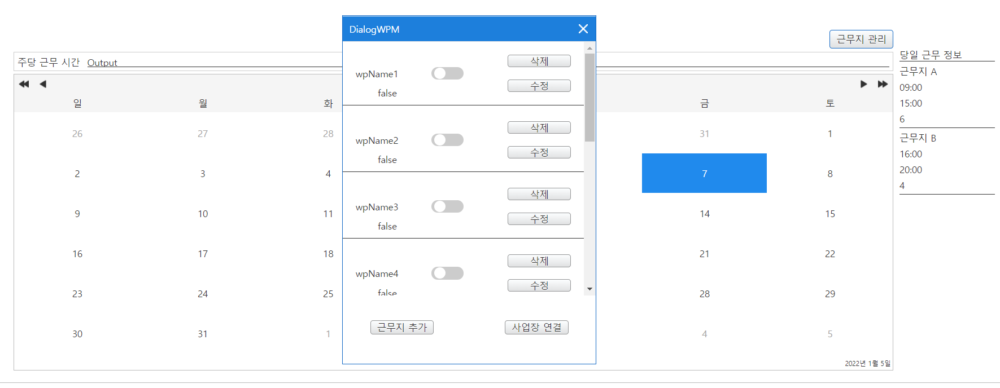 DialogWPM
근무지 관리
주당 근무 시간 Output
일 월 화 금 토
26 27 28 31 1
2 3 4 7 8
9 10 11 14 15
16 17 18 21 22
23 24 25 28 29
30 31 1 4 5
2022년 1월 5일
삭제
wpName1
수정
false
삭제
wpName2
수정
false
삭제
wpName3
수정
false
삭제
wpName4
수정
false
근무지 추가 사업장 연결
당일 근무 정보
근무지 A
09:00
15:00
6
근무지 B
16:00
20:00
4